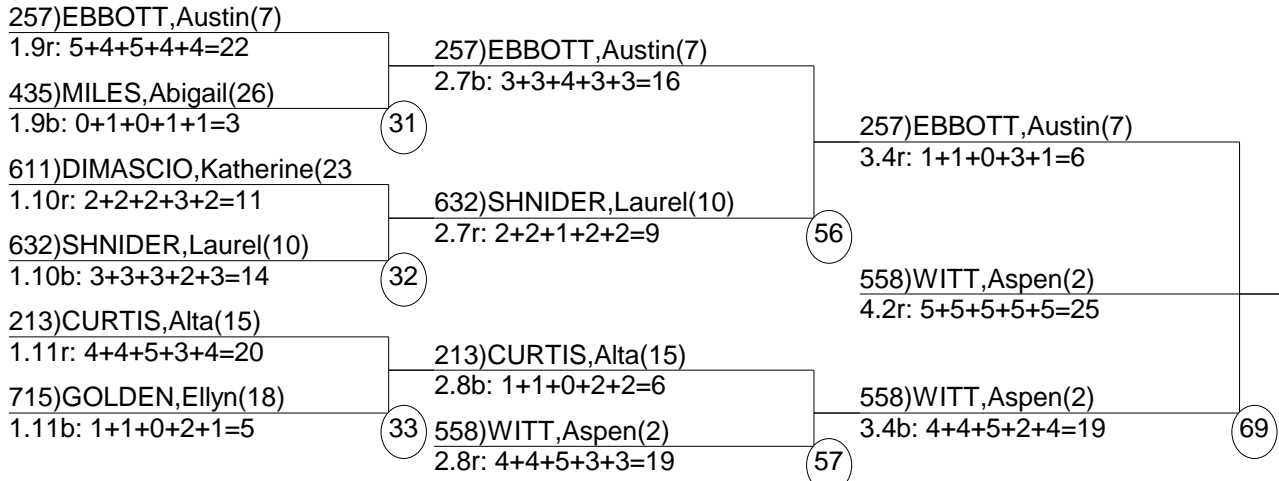 257)EBBOTT,Austin(7)
1.9r: 5+4+5+4+4=22
435)MILES,Abigail(26)
1.9b: 0+1+0+1+1=3
31
611)DIMASCIO,Katherine(23
1.10r: 2+2+2+3+2=11
632)SHNIDER,Laurel(10)
1.10b: 3+3+3+2+3=14
32
213)CURTIS,Alta(15)
1.11r: 4+4+5+3+4=20
715)GOLDEN,Ellyn(18)
1.11b: 1+1+0+2+1=5
33
257)EBBOTT,Austin(7)
2.7b: 3+3+4+3+3=16
632)SHNIDER,Laurel(10)
2.7r: 2+2+1+2+2=9
56
213)CURTIS,Alta(15)
2.8b: 1+1+0+2+2=6
558)WITT,Aspen(2)
2.8r: 4+4+5+3+3=19
57
257)EBBOTT,Austin(7)
3.4r: 1+1+0+3+1=6
558)WITT,Aspen(2)
4.2r: 5+5+5+5+5=25
558)WITT,Aspen(2)
3.4b: 4+4+5+2+4=19
69